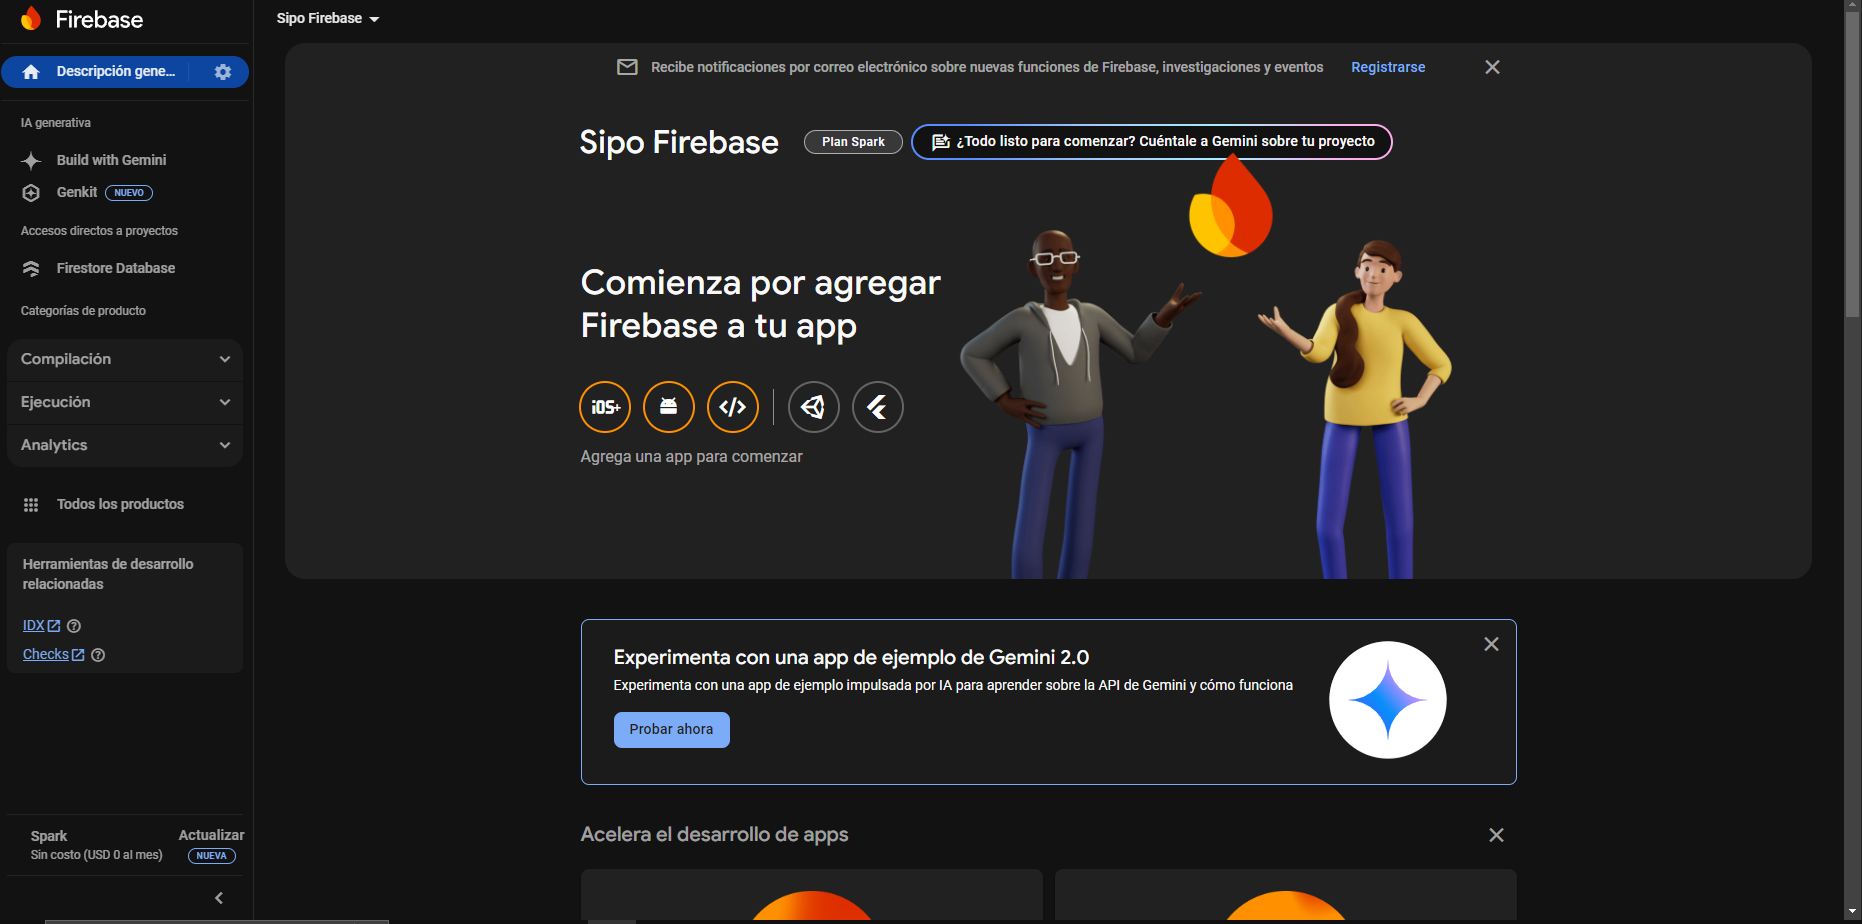 Firebase
Sipo Firebase
Descripción gene...
IA generativa
Build with Gemini
Genkit NUEVO
Accesos directos a proyectos
Firestore Database
Categorías de producto
Compilación
Ejecución
Analytics
Todos los productos
Herramientas de desarrollo
relacionadas
IDX
Checks
Spark
Sin costo (USD 0 al mes)
Actualizar
NUEVA
Recibe notificaciones por correo electrónico sobre nuevas funciones de Firebase, investigaciones y eventos Registrarse
Sipo Firebase
Plan Spark
¿Todo listo para comenzar? Cuéntale a Gemini sobre tu proyecto
Comienza por agregar
Firebase a tu app
iOS+
Agrega una app para comenzar
Experimenta con una app de ejemplo de Gemini 2.0
Experimenta con una app de ejemplo impulsada por IA para aprender sobre la API de Gemini y cómo funciona
Probar ahora
Acelera el desarrollo de apps